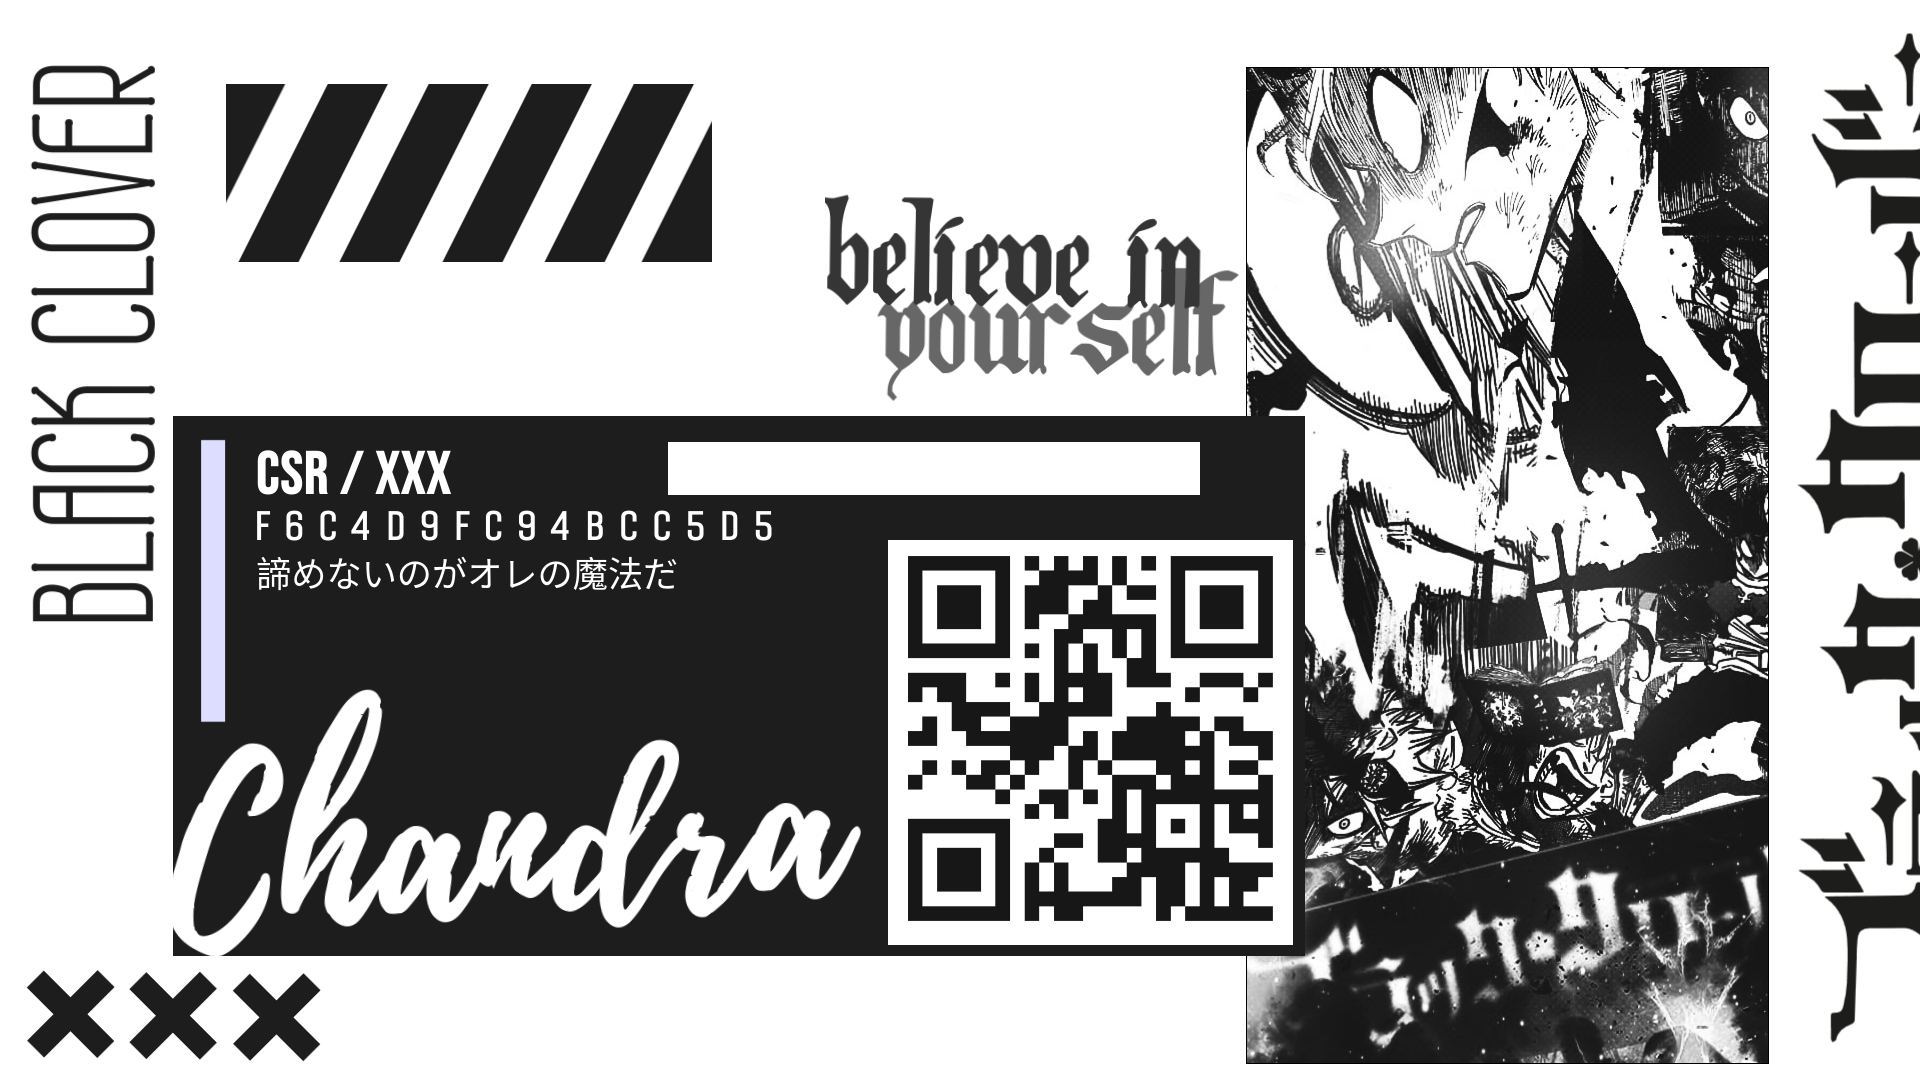 BLACK CLOVER
believe in
yourself
CSR / XXX
F6C4D9FC94BCC5D5
諦めないのがオレの魔法だ
Chandra
ブラック・クローバー